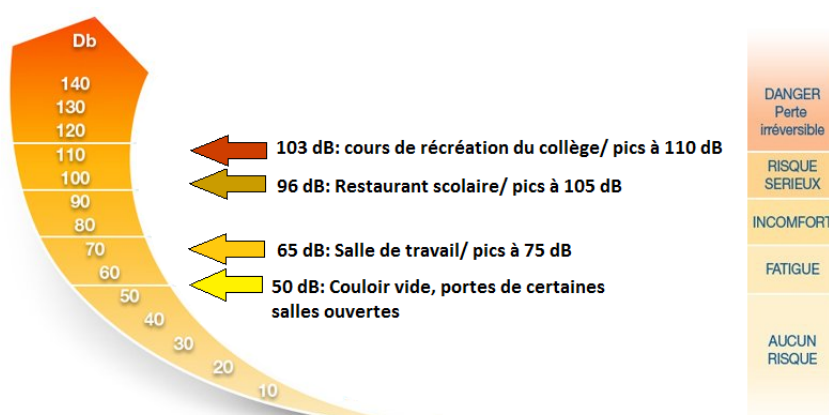 Db
140
130
120
110
100
90
80
70
60
50
40
30
20
10
103 dB: cours de récréation du collège/ pics à 110 dB
96 dB: Restaurant scolaire/ pics à 105 dB
65 dB: Salle de travail/ pics à 75 dB
50 dB: Couloir vide, portes de certaines
salles ouvertes
DANGER
Perte
irréversible
RISQUE
SERIEUX
INCOMFORT
FATIGUE
AUCUN
RISQUE